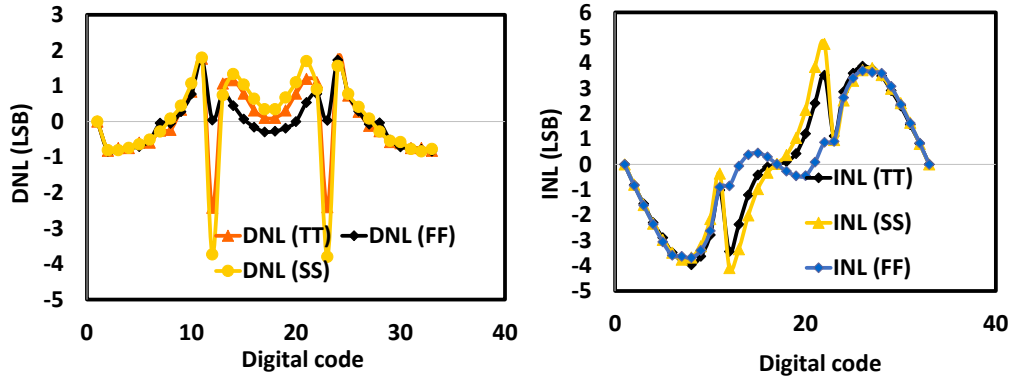 3
2
1
0
-1
-2
-3
-4
-5
DNL (LSB)
DNL (TT)
DNL (FF)
DNL (SS)
0
10
20
30
40
Digital code
6
5
4
3
2
1
0
-1
-2
-3
-4
-5
INL (LSB)
INL (TT)
INL (SS)
INL (FF)
0
20
40
Digital code